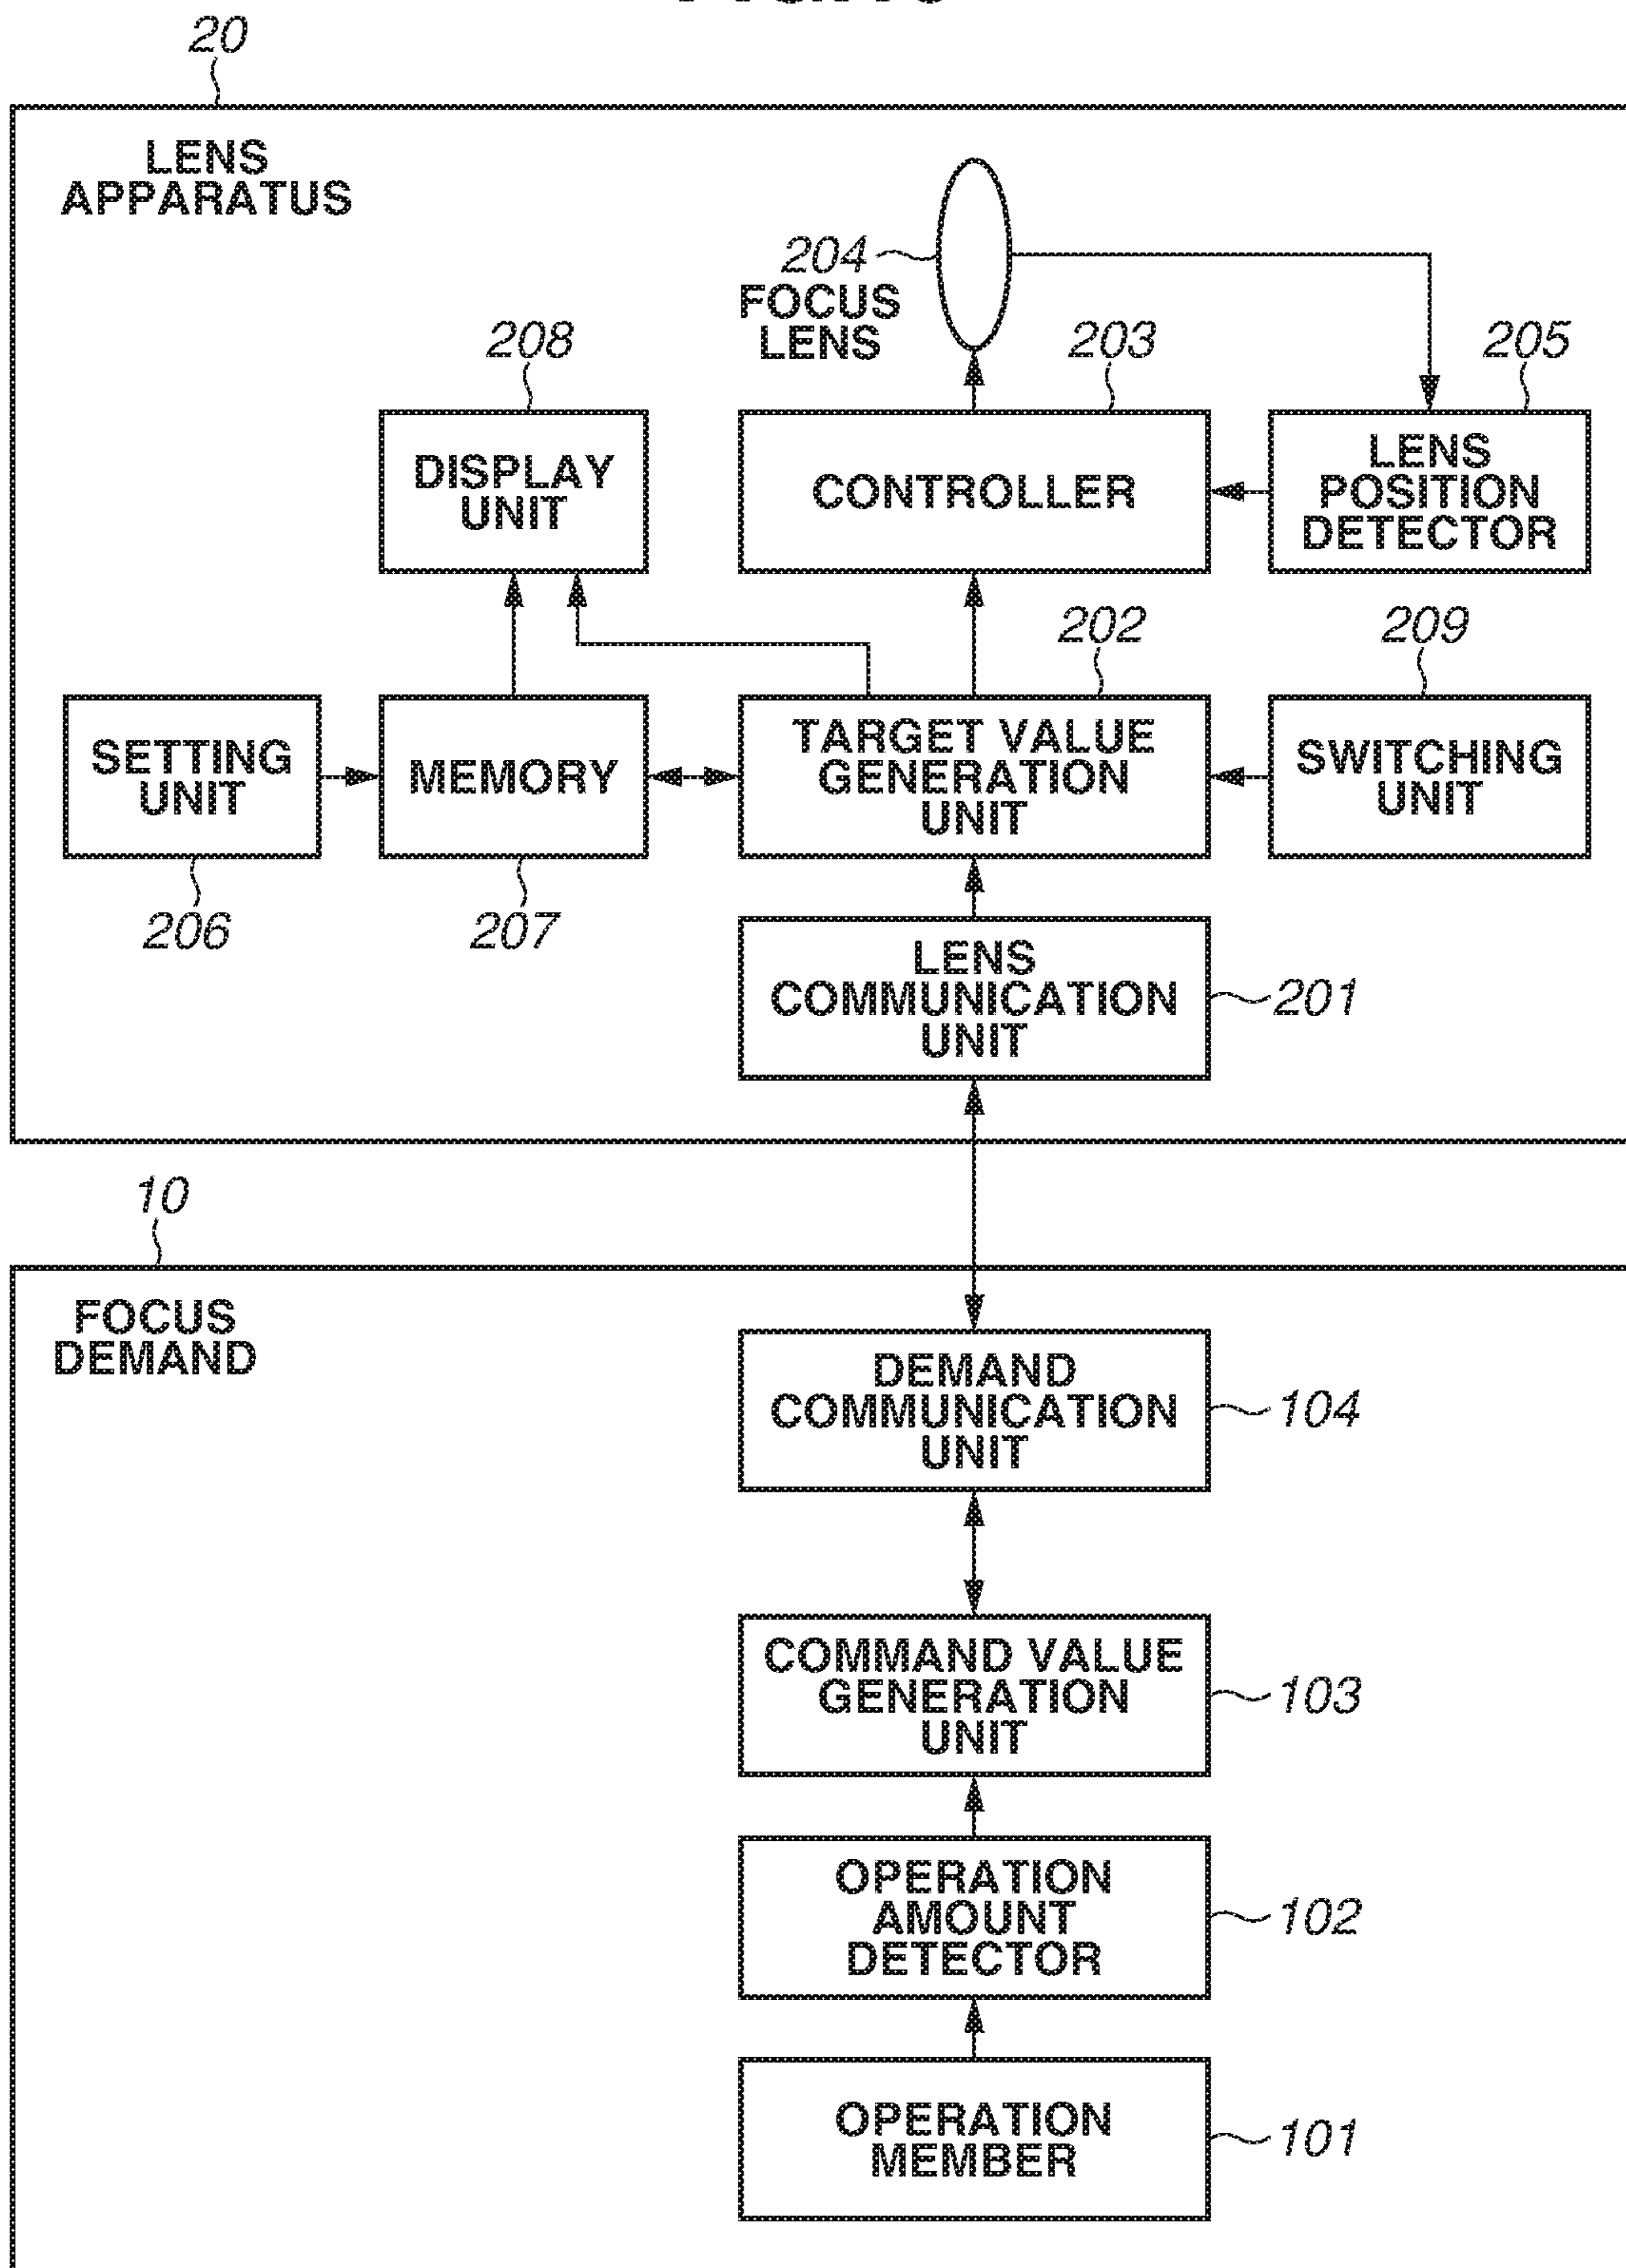 20
LENS
APPARATUS
204
FOCUS
LENS
208
203
205
DISPLAY
UNIT
CONTROLLER
LENS
POSITION
DETECTOR
202
209
SETTING
UNIT
MEMORY
TARGET VALUE
GENERATION
UNIT
SWITCHING
UNIT
206
207
LENS
COMMUNICATION
UNIT
201
10
FOCUS
DEMAND
DEMAND
COMMUNICATION
UNIT
104
COMMAND VALUE
GENERATION
UNIT
103
OPERATION
AMOUNT
DETECTOR
102
OPERATION
MEMBER
101